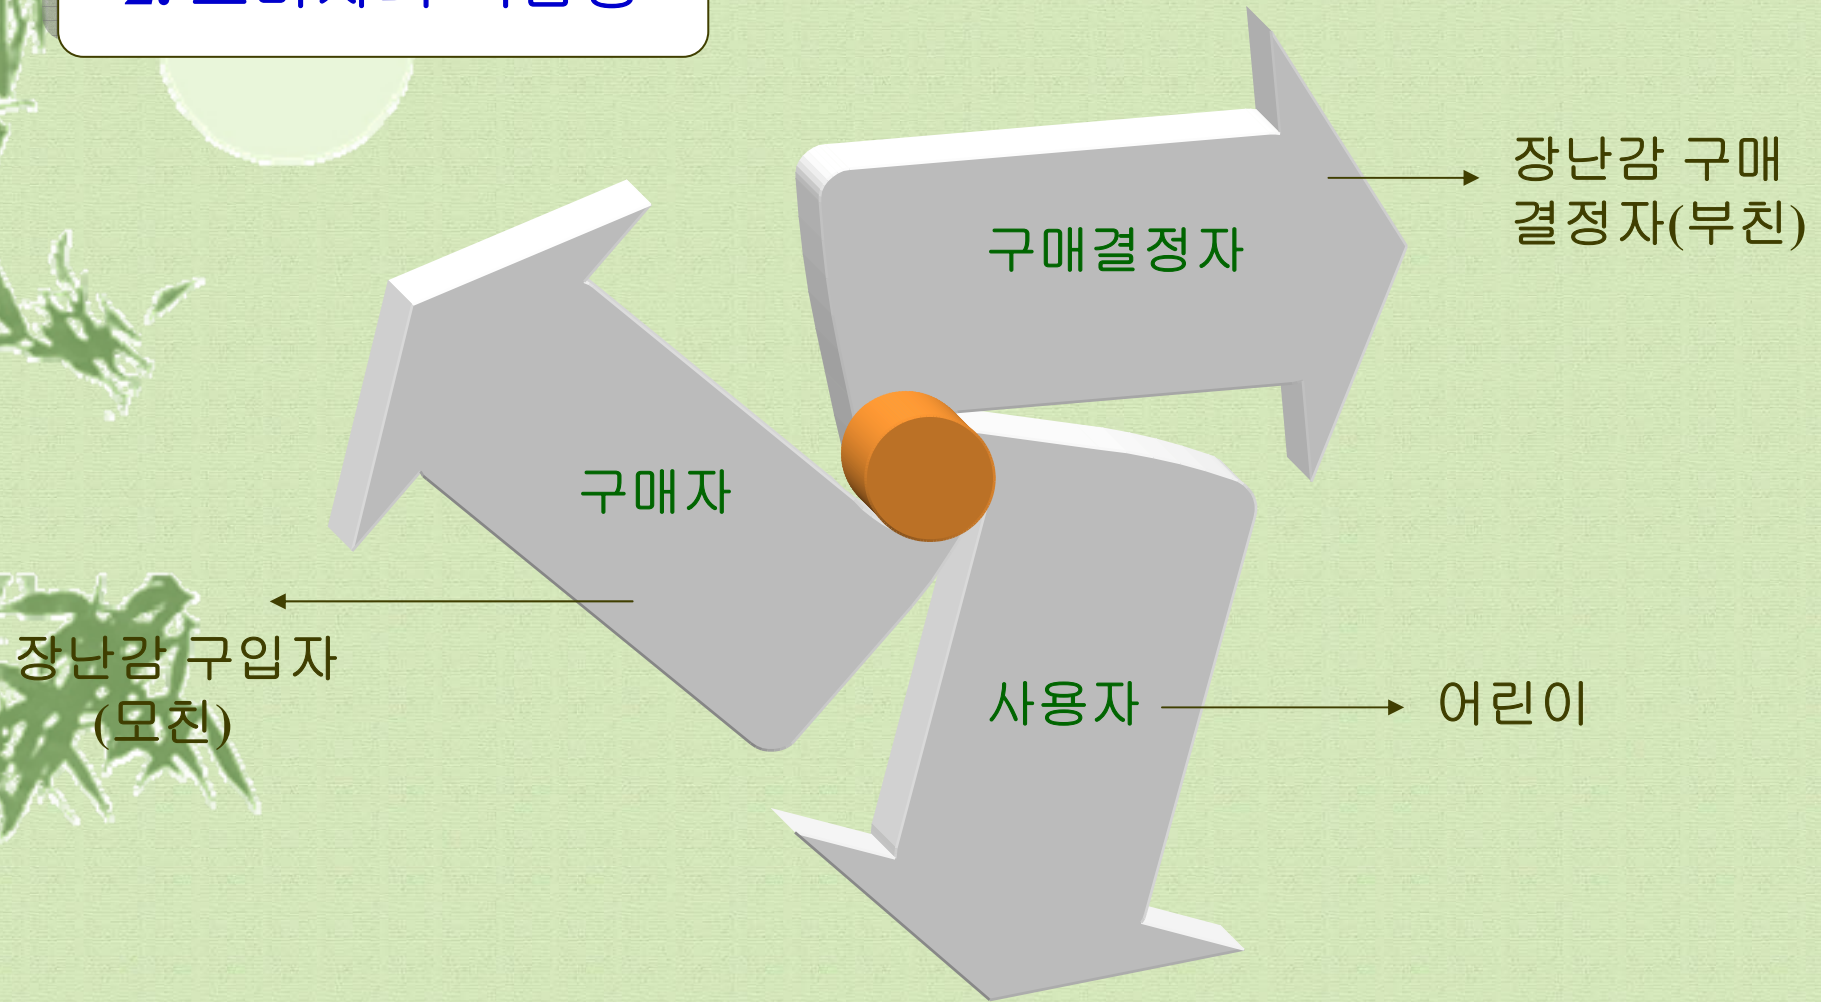 구매결정자
장난감 구매
결정자(부친)
구매자
장난감 구입자
(모친)
사용자
어린이